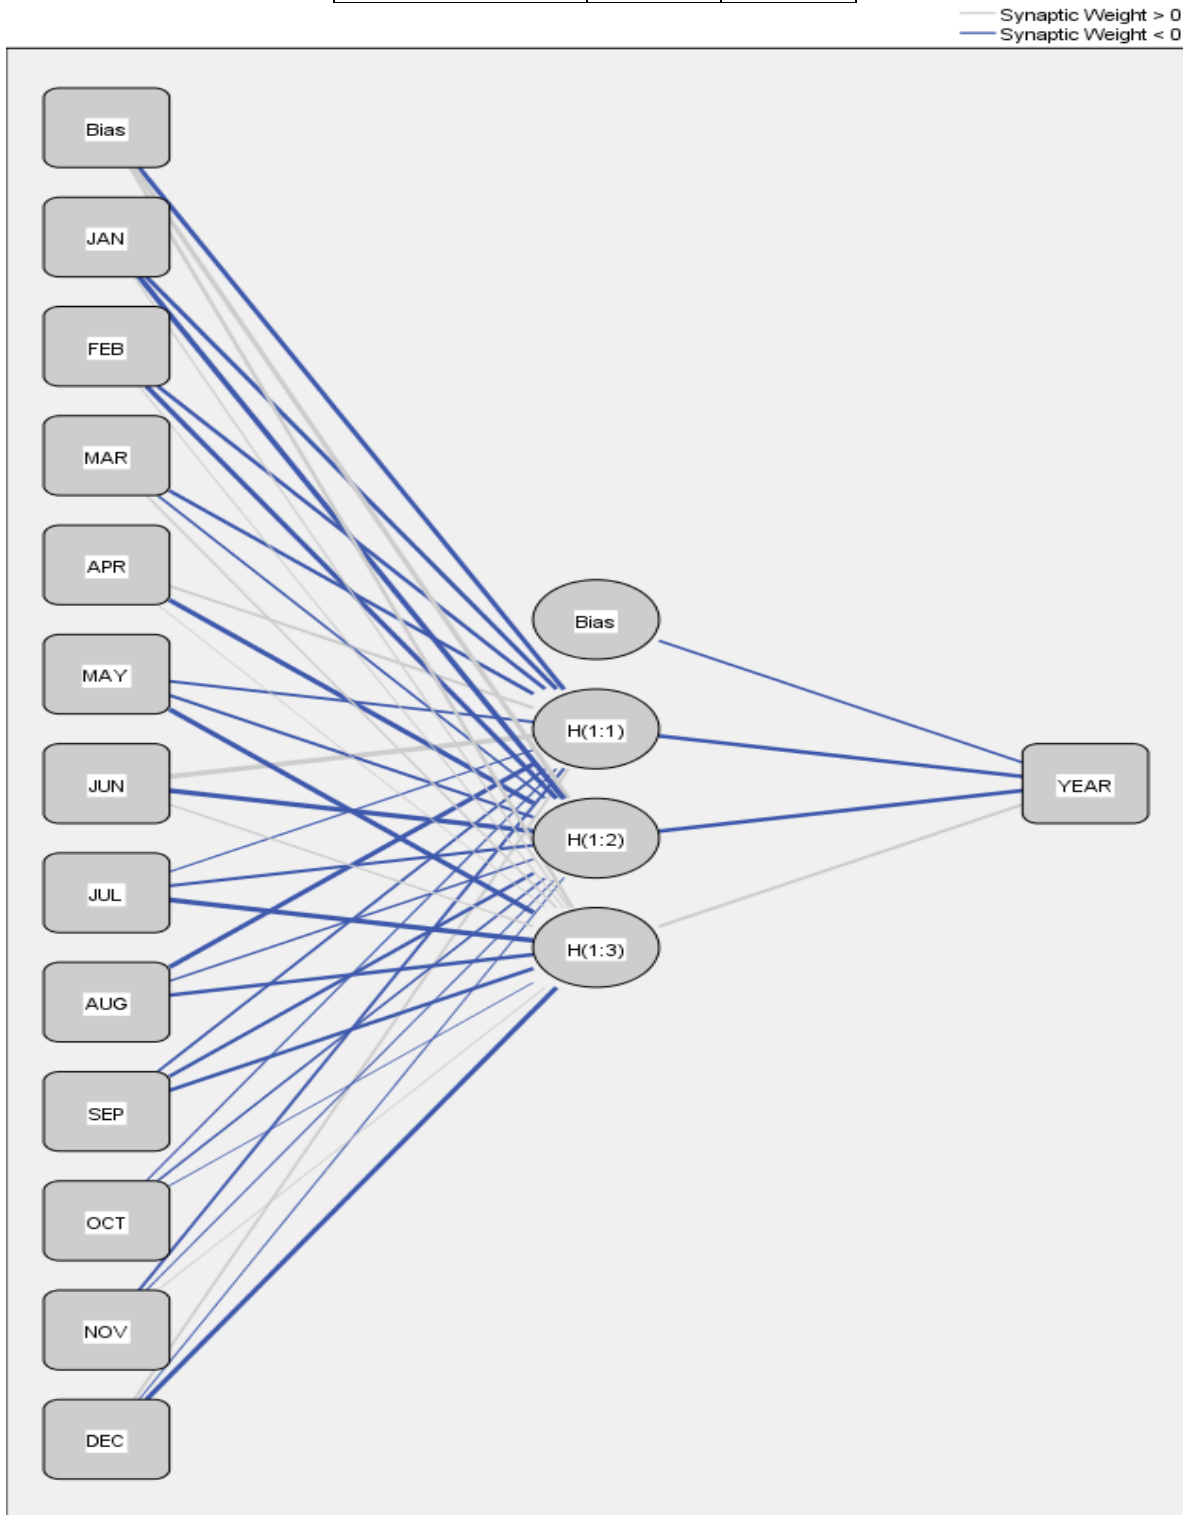 Synaptic Weight > 0
Synaptic Weight < 0
Bias
JAN
FEB
MAR
APR
MAY
JUN
JUL
AUG
SEP
OCT
NOV
DEC
Bias
H(1:1)
H(1:2)
H(1:3)
YEAR